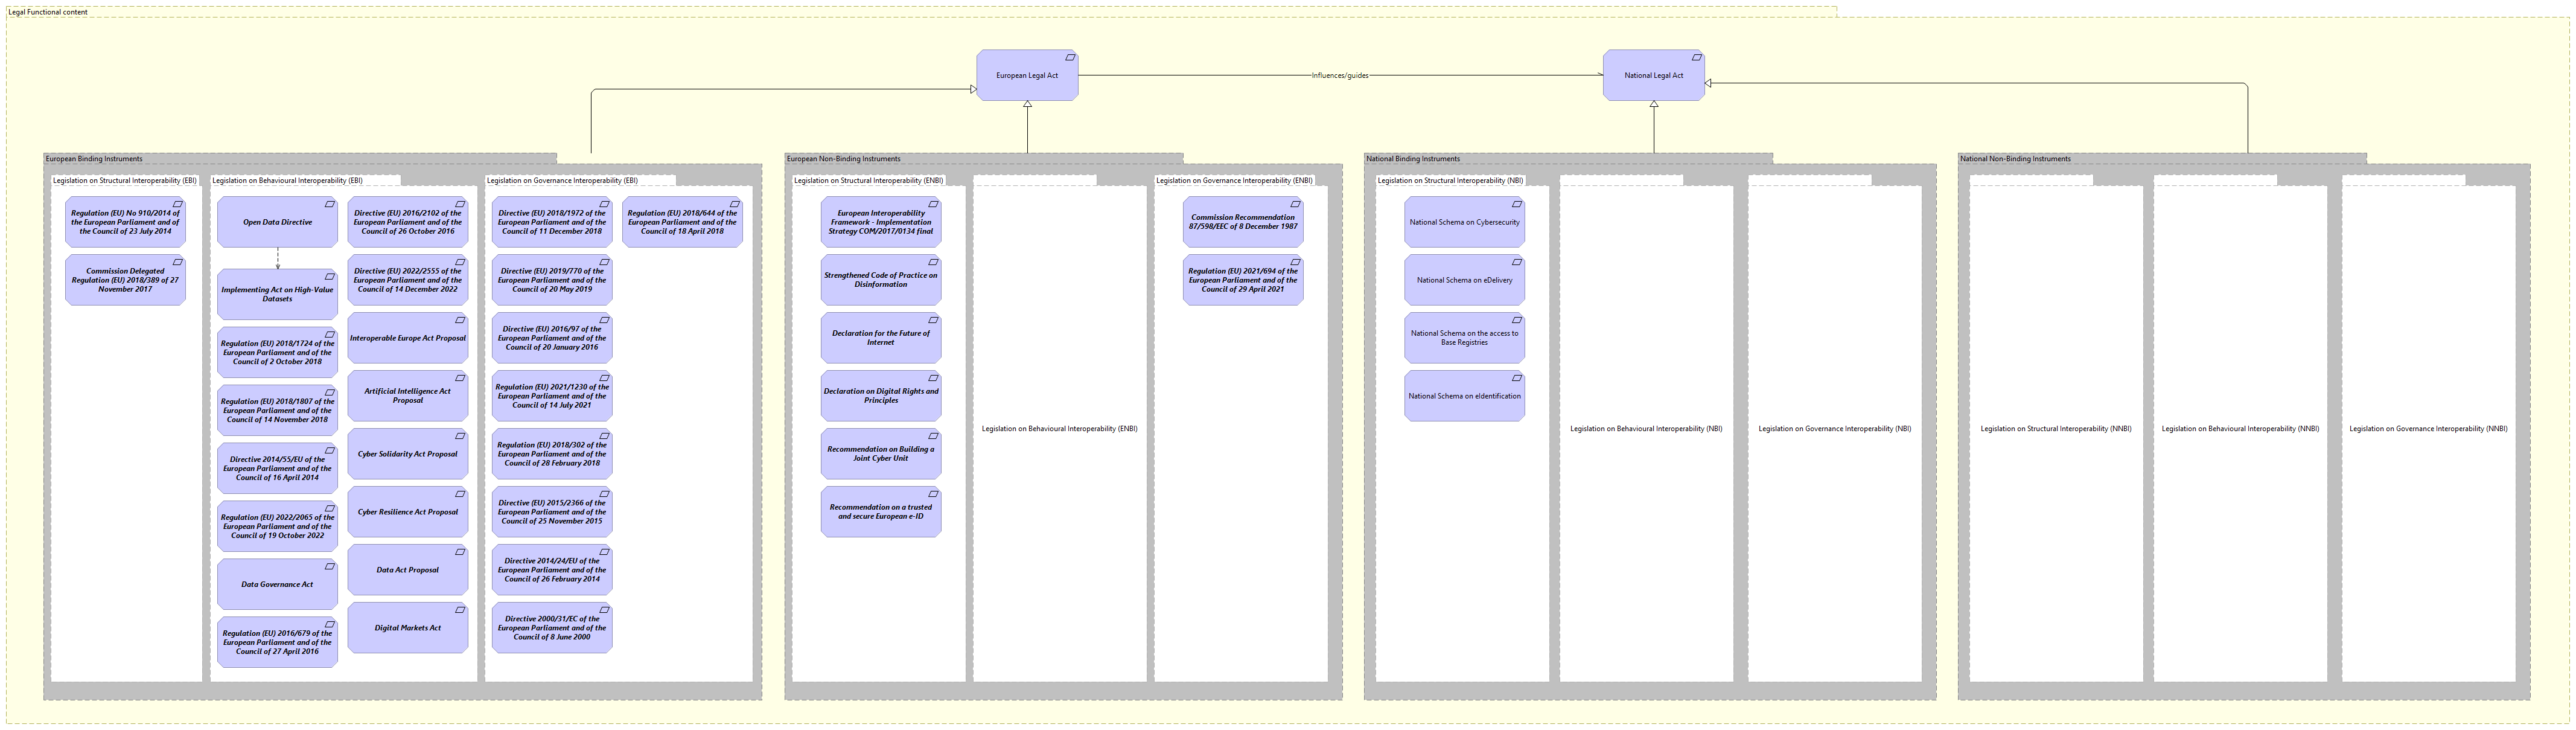 Legal Functional content
European Legal Act
Influences/guides
National Legal Act
European Binding Instruments
Legislation on Structural Interoperability (EBI)
Regulation (EU) No 910/2014 of
the European Parliament and of
the Council of 23 July 2014
Commission Delegated
Regulation (EU) 2018/389 of 27
November 2017
Legislation on Behavioural Interoperability (EBI)
Open Data Directive
Implementing Act on High-Value
Datasets
Regulation (EU) 2018/1724 of the
European Parliament and of the
Council of 2 October 2018
Regulation (EU) 2018/1807 of the
European Parliament and of the
Council of 14 November 2018
Directive 2014/55/EU of the
European Parliament and of the
Council of 16 April 2014
Regulation (EU) 2022/2065 of the
European Parliament and of the
Council of 19 October 2022
Data Governance Act
Regulation (EU) 2016/679 of the
European Parliament and of the
Council of 27 April 2016
Directive (EU) 2016/2102 of the
European Parliament and of the
Council of 26 October 2016
Directive (EU) 2022/2555 of the
European Parliament and of the
Council of 14 December 2022
Interoperable Europe Act Proposal
Artificial Intelligence Act
Proposal
Cyber Solidarity Act Proposal
Cyber Resilience Act Proposal
Data Act Proposal
Digital Markets Act
Legislation on Governance Interoperability (EBI)
Directive (EU) 2018/1972 of the
European Parliament and of the
Council of 11 December 2018
Directive (EU) 2019/770 of the
European Parliament and of the
Council of 20 May 2019
Directive (EU) 2016/97 of the
European Parliament and of the
Council of 20 January 2016
Regulation (EU) 2021/1230 of the
European Parliament and of the
Council of 14 July 2021
Regulation (EU) 2018/302 of the
European Parliament and of the
Council of 28 February 2018
Directive (EU) 2015/2366 of the
European Parliament and of the
Council of 25 November 2015
Directive 2014/24/EU of the
European Parliament and of the
Council of 26 February 2014
Directive 2000/31/EC of the
European Parliament and of the
Council of 8 June 2000
Regulation (EU) 2018/644 of the
European Parliament and of the
Council of 18 April 2018
European Non-Binding Instruments
Legislation on Structural Interoperability (ENBI)
European Interoperability
Framework - Implementation
Strategy COM/2017/0134 final
Strengthened Code of Practice on
Disinformation
Declaration for the Future of
Internet
Declaration on Digital Rights and
Principles
Recommendation on Building a
Joint Cyber Unit
Recommendation on a trusted
and secure European e-ID
Legislation on Behavioural Interoperability (ENBI)
Legislation on Governance Interoperability (ENBI)
Commission Recommendation
87/598/EEC of 8 December 1987
Regulation (EU) 2021/694 of the
European Parliament and of the
Council of 29 April 2021
National Binding Instruments
Legislation on Structural Interoperability (NBI)
National Schema on Cybersecurity
National Schema on eDelivery
National Schema on the access to
Base Registries
National Schema on eIdentification
Legislation on Behavioural Interoperability (NBI)
Legislation on Governance Interoperability (NBI)
National Non-Binding Instruments
Legislation on Structural Interoperability (NNBI)
Legislation on Behavioural Interoperability (NNBI)
Legislation on Governance Interoperability (NNBI)